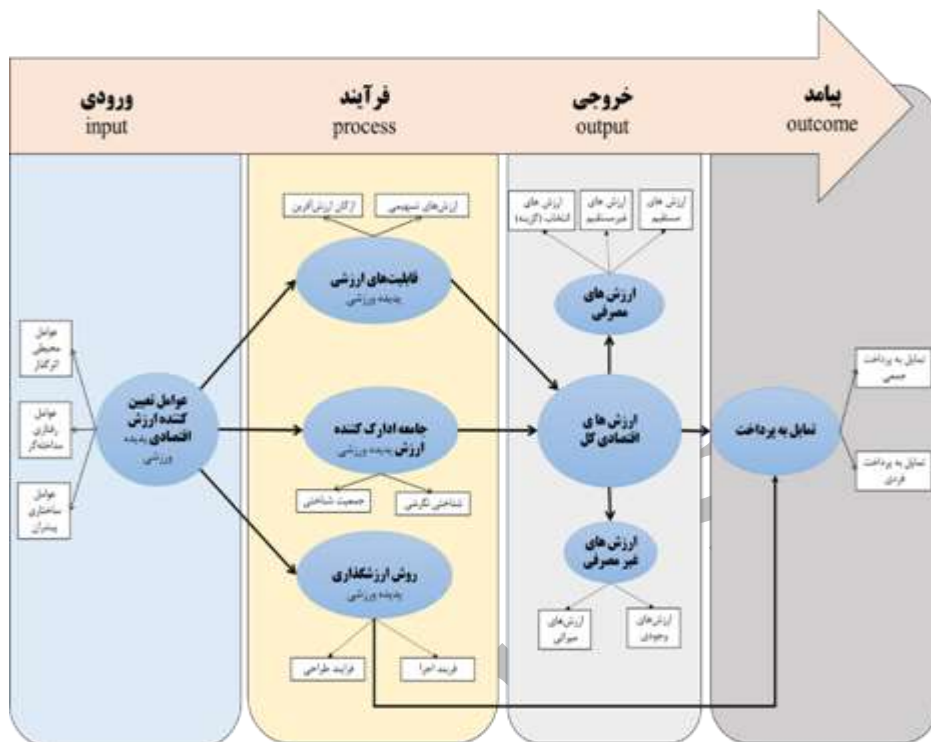 ورودی
input
فرآیند
process
خروجی
output
پیامد
outcome
عوامل
محیطی
اثرگذار
عوامل
رفتاری
مداخله‌گر
عوامل
ساختاری
پیشران
عوامل تعیین
کننده ارزش
اقتصادی پدیده
ورزشی
ارکان ارزش‌آفرین
ارزش‌های تسهیمی
قابلیت‌های ارزشی
پدیده ورزشی
جامعه ادارک کننده
ارزش پدیده ورزشی
جمعیت شناختی
شناختی نگرشی
روش ارزشگذاری
پدیده ورزشی
فرایند طراحی
فریند اجرا
ارزش های
مستقیم
ارزش های
غیرمستقیم
ارزش های
انتخاب (گزینه)
ارزش های
مصرفی
ارزش های
اقتصادی کل
ارزش های
غیر مصرفی
ارزش‌های
میراثی
ارزش‌های
وجودی
تمایل به پرداخت
تمایل به پرداخت
جمعی
تمایل به پرداخت
فردی